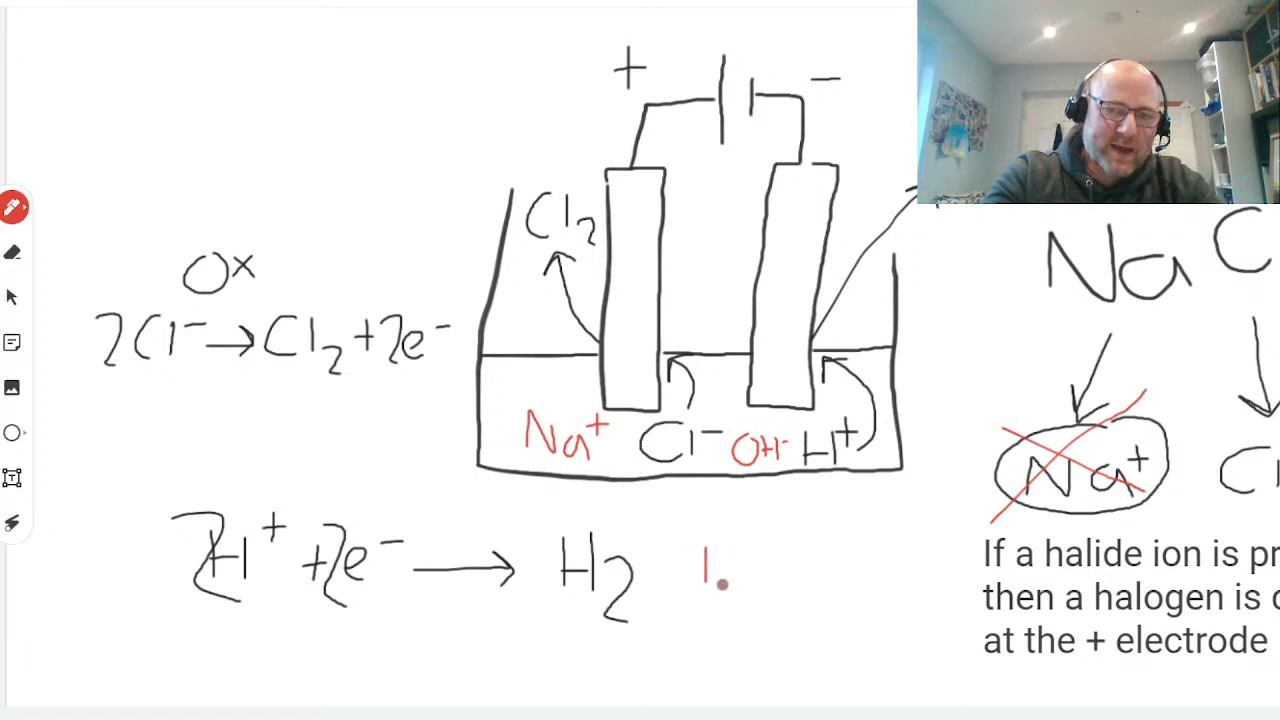 + −
Cl₂
Na C
Ox
2Cl⁻ → Cl₂ + 2e⁻
Na⁺ Cl⁻ OH⁻ H⁺
Na⁺ Cl
2H⁺ + 2e⁻ → H₂
If a halide ion is pr
then a halogen is
at the + electrode